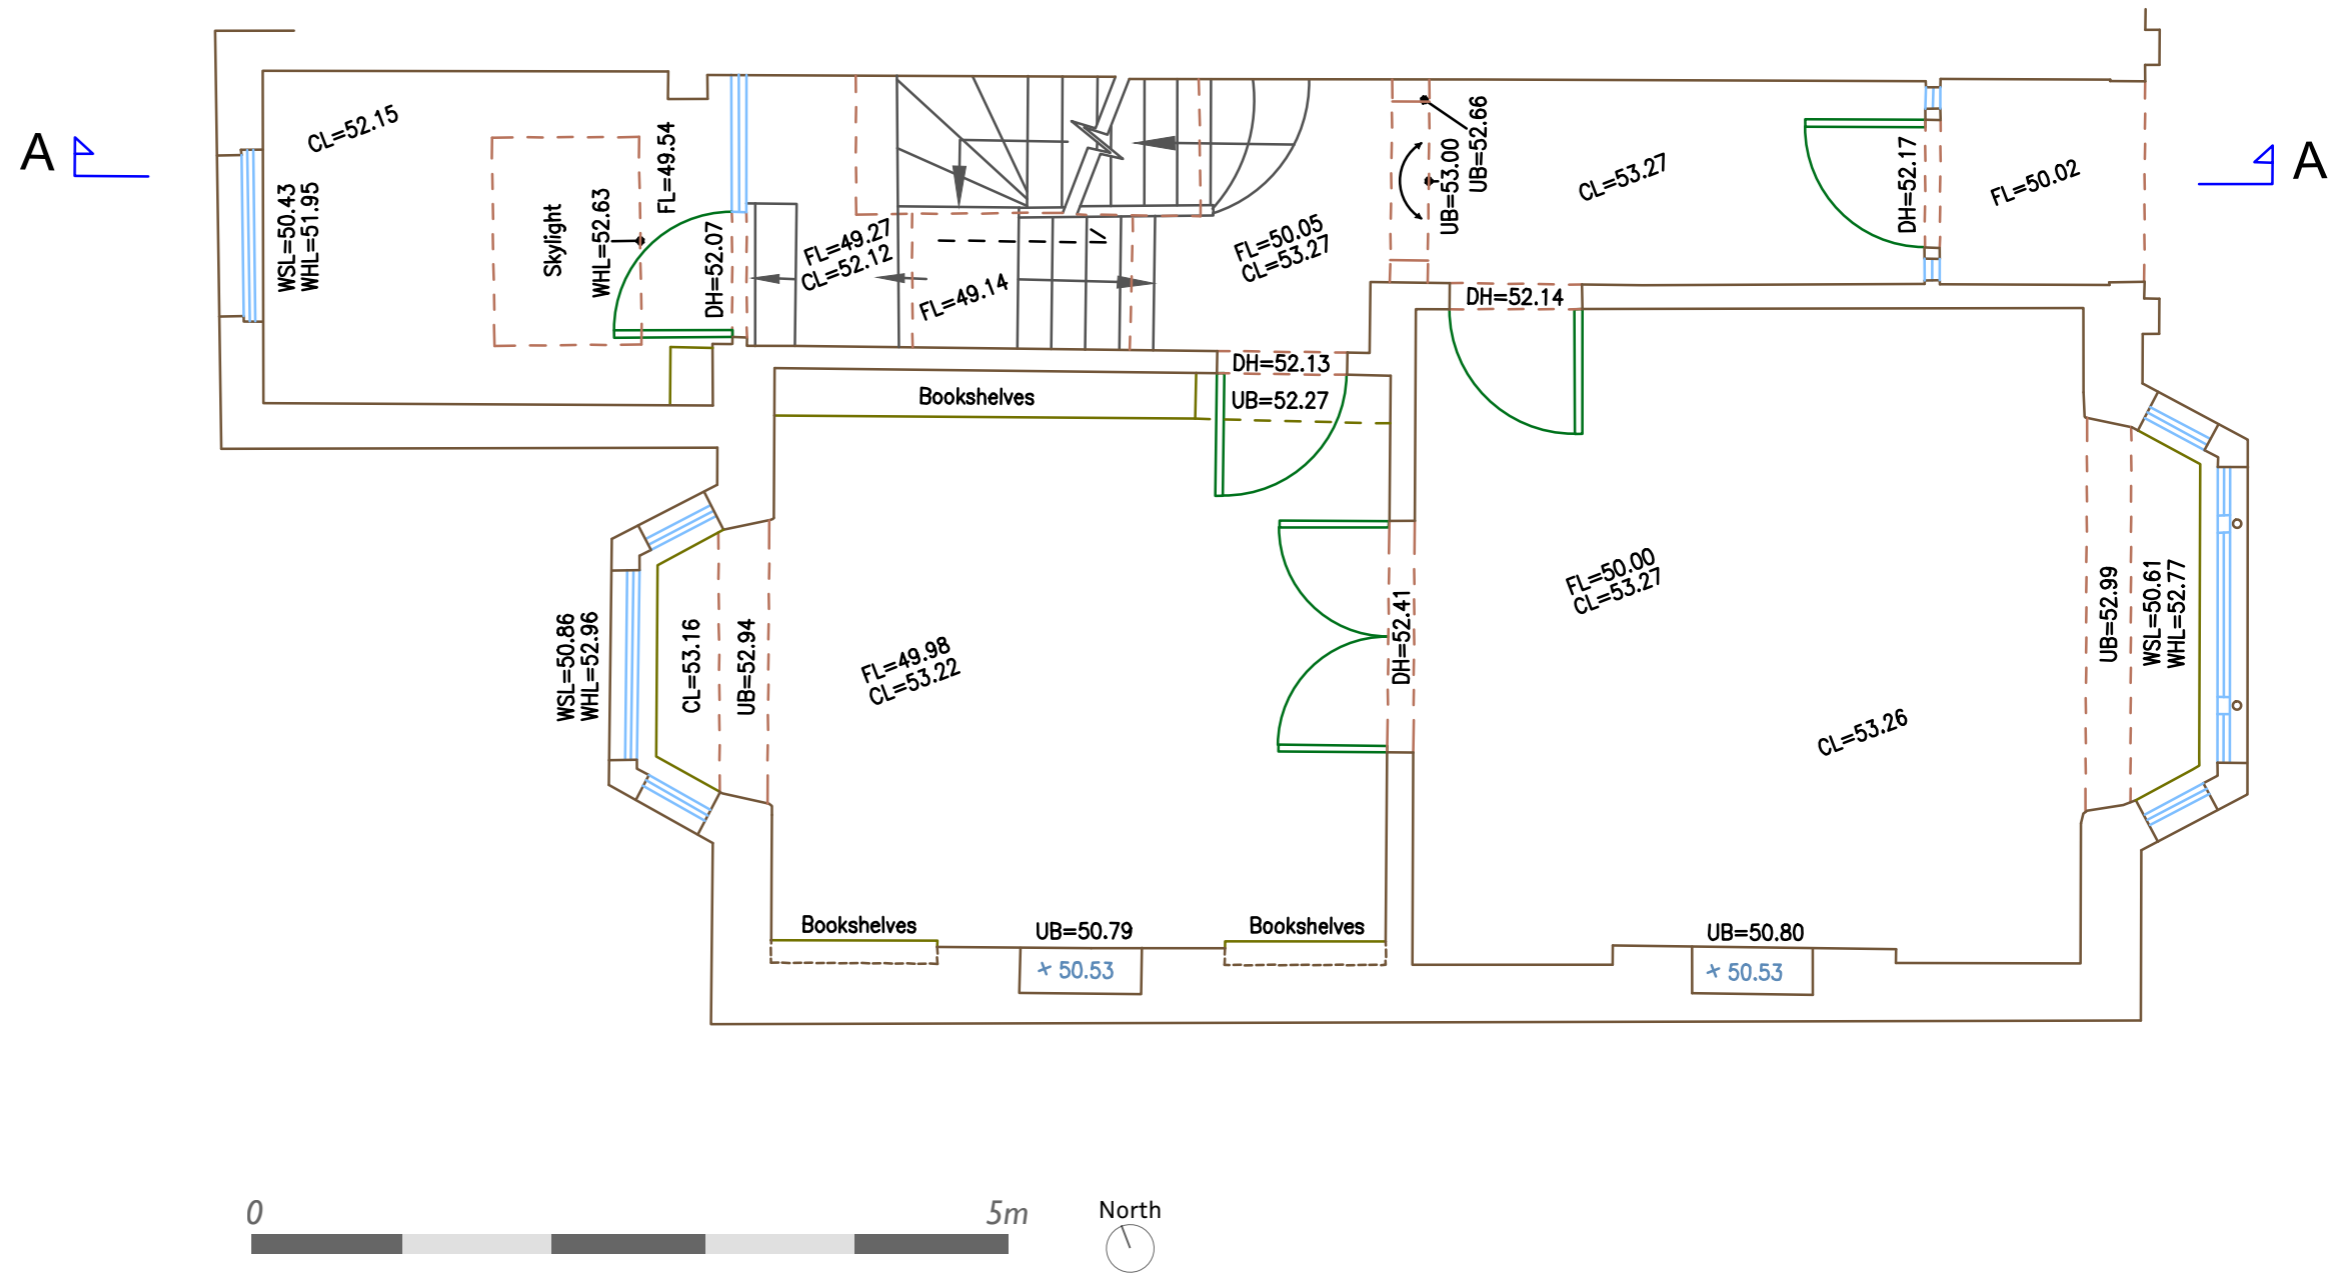 A
CL=52.15
WSL=50.43
WHL=51.95
Skylight
WHL=52.63
FL=49.54
DH=52.07
FL=49.27
CL=52.12
FL=49.14
FL=50.05
CL=53.27
UB=53.00
UB=52.66
CL=53.27
DH=52.17
FL=50.02
A
DH=52.14
DH=52.13
Bookshelves
UB=52.27
WSL=50.86
WHL=52.96
CL=53.16
UB=52.94
FL=49.98
CL=53.22
DH=52.41
FL=50.00
CL=53.27
CL=53.26
UB=52.99
WSL=50.61
WHL=52.77
Bookshelves
UB=50.79
50.53
Bookshelves
UB=50.80
50.53
0
5m
North